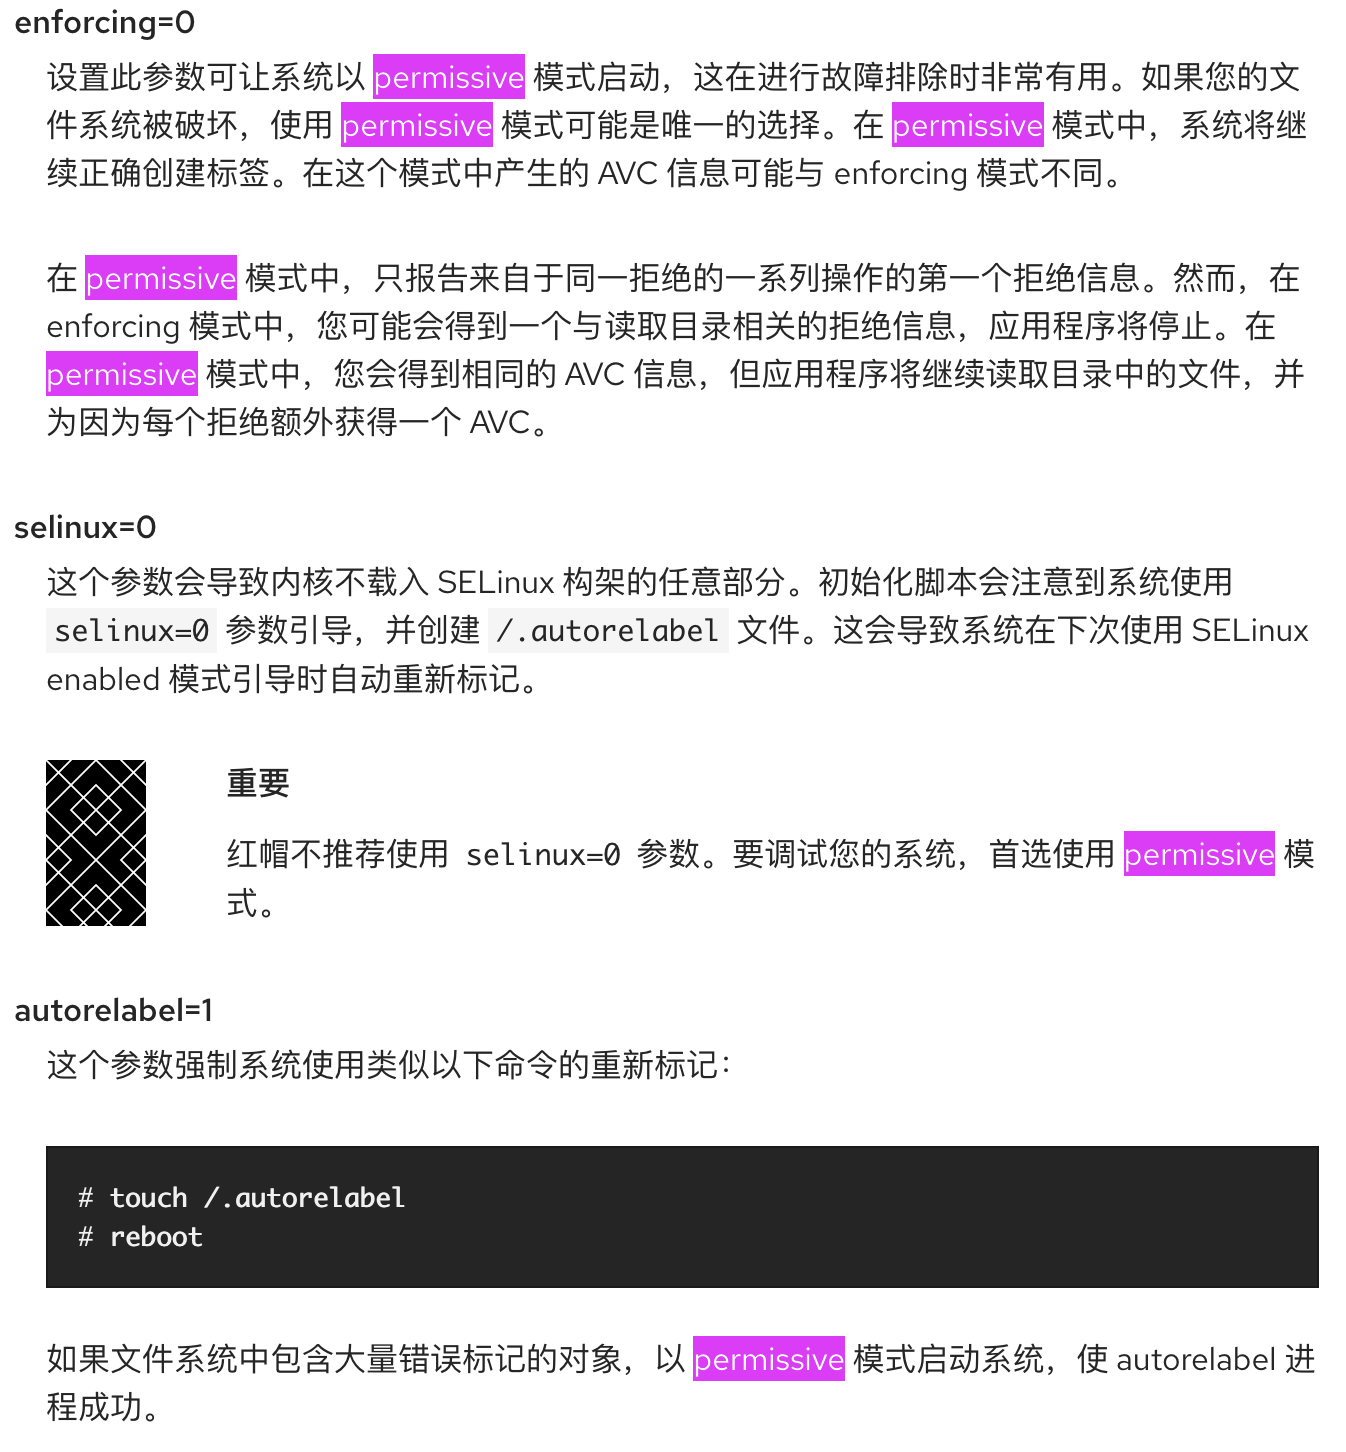 enforcing=0
设置此参数可让系统以 permissive 模式启动，这在进行故障排除时非常有用。如果您的文
件系统被破坏，使用 permissive 模式可能是唯一的选择。在 permissive 模式中，系统将继
续正确创建标签。在这个模式中产生的 AVC 信息可能与 enforcing 模式不同。
在 permissive 模式中，只报告来自于同一拒绝的一系列操作的第一个拒绝信息。然而，在
enforcing 模式中，您可能会得到一个与读取目录相关的拒绝信息，应用程序将停止。在
permissive 模式中，您会得到相同的 AVC 信息，但应用程序将继续读取目录中的文件，并
为因为每个拒绝额外获得一个 AVC。
selinux=0
这个参数会导致内核不载入 SELinux 构架的任意部分。初始化脚本会注意到系统使用
selinux=0 参数引导，并创建 /.autorelabel 文件。这会导致系统在下次使用 SELinux
enabled 模式引导时自动重新标记。
重要
红帽不推荐使用 selinux=0 参数。要调试您的系统，首选使用 permissive 模
式。
autorelabel=1
这个参数强制系统使用类似以下命令的重新标记：
# touch /.autorelabel
# reboot
如果文件系统中包含大量错误标记的对象，以 permissive 模式启动系统，使 autorelabel 进
程成功。